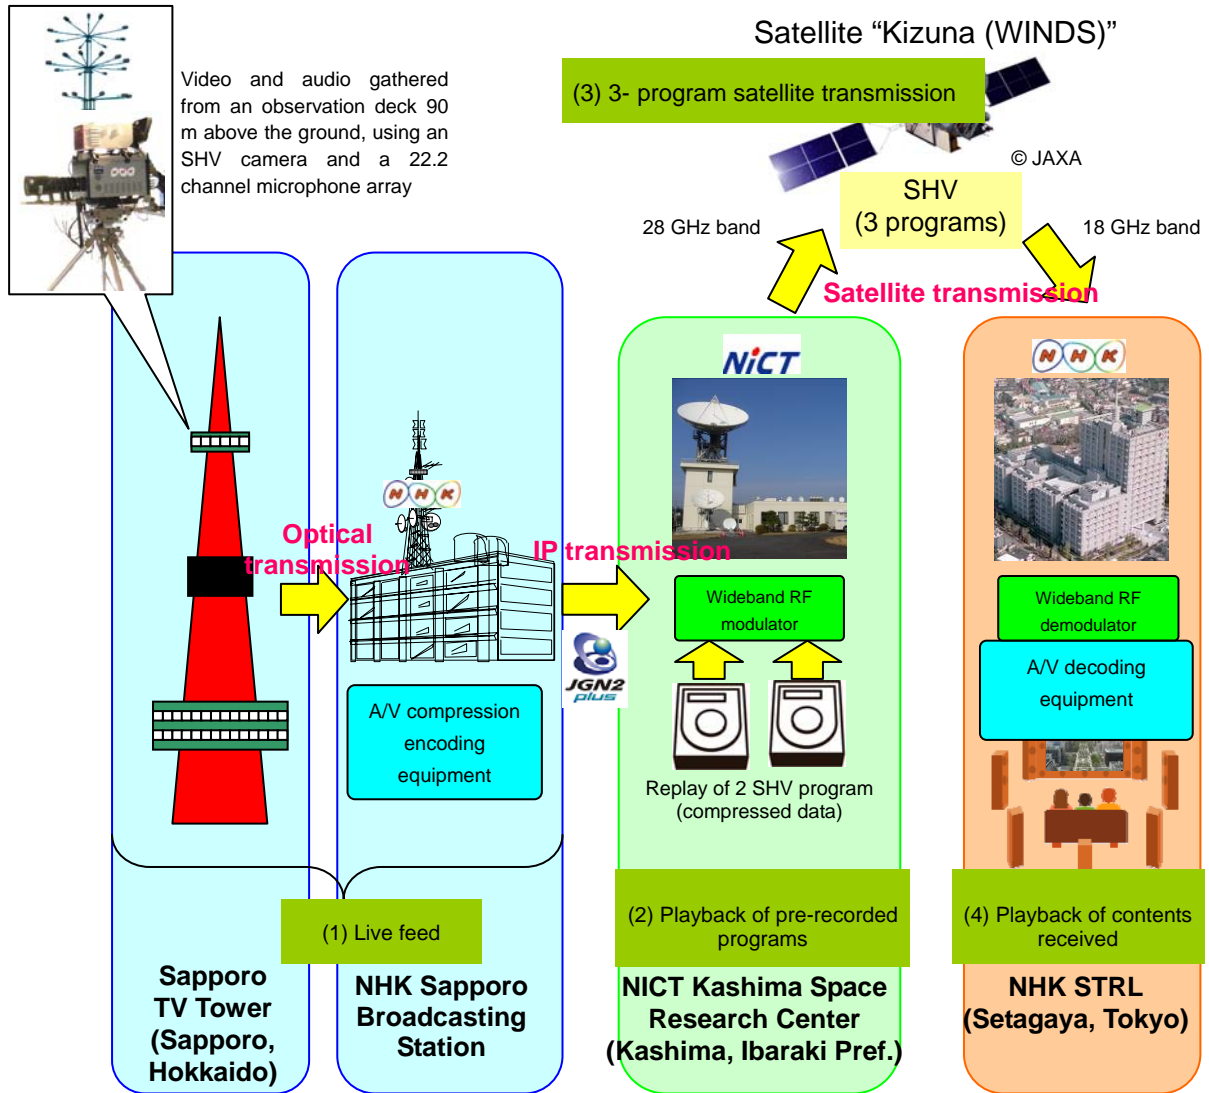 Satellite “Kizuna (WINDS)”
(3) 3- program satellite transmission
© JAXA
Video and audio gathered
from an observation deck 90
m above the ground, using an
SHV camera and a 22.2
channel microphone array
SHV
(3 programs)
28 GHz band
18 GHz band
Satellite transmission
NiCT
NHK
NHK
Optical
transmission
IP transmission
JGN2
plus
Wideband RF
modulator
Wideband RF
demodulator
A/V decoding
equipment
A/V compression
encoding
equipment
Replay of 2 SHV program
(compressed data)
(1) Live feed
(2) Playback of pre-recorded
programs
(4) Playback of contents
received
Sapporo
TV Tower
(Sapporo,
Hokkaido)
NHK Sapporo
Broadcasting
Station
NICT Kashima Space
Research Center
(Kashima, Ibaraki Pref.)
NHK STRL
(Setagaya, Tokyo)